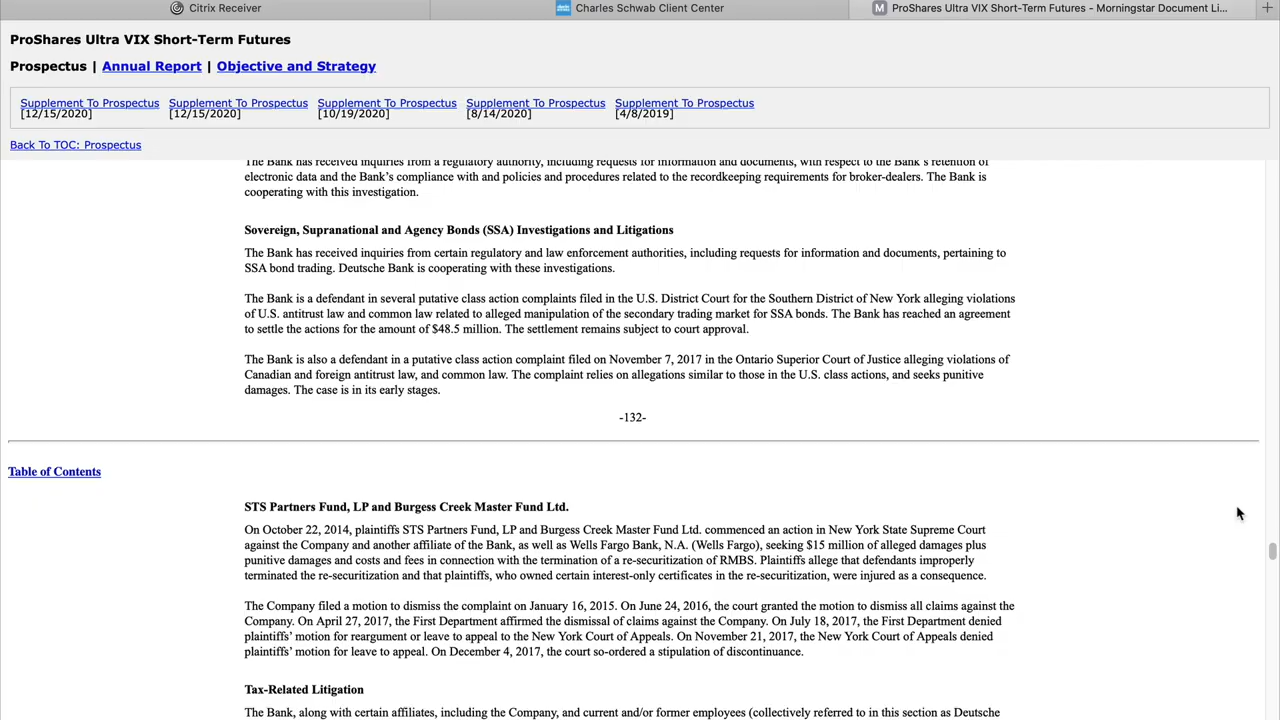 Citrix Receiver
Charles Schwab Client Center
ProShares Ultra VIX Short-Term Futures - Morningstar Document Li...
ProShares Ultra VIX Short-Term Futures
Prospectus | Annual Report | Objective and Strategy
Supplement To Prospectus Supplement To Prospectus Supplement To Prospectus Supplement To Prospectus Supplement To Prospectus
[12/15/2020] [12/15/2020] [10/19/2020] [8/14/2020] [4/8/2019]
Back To TOC: Prospectus
The Bank has received inquiries from a regulatory authority, including requests for information and documents, with respect to the Bank's retention of
electronic data and the Bank's compliance with and policies and procedures related to the recordkeeping requirements for broker-dealers. The Bank is
cooperating with this investigation.
Sovereign, Supranational and Agency Bonds (SSA) Investigations and Litigations
The Bank has received inquiries from certain regulatory and law enforcement authorities, including requests for information and documents, pertaining to
SSA bond trading. Deutsche Bank is cooperating with these investigations.
The Bank is a defendant in several putative class action complaints filed in the U.S. District Court for the Southern District of New York alleging violations
of U.S. antitrust law and common law related to alleged manipulation of the secondary trading market for SSA bonds. The Bank has reached an agreement
to settle the actions for the amount of $48.5 million. The settlement remains subject to court approval.
The Bank is also a defendant in a putative class action complaint filed on November 7, 2017 in the Ontario Superior Court of Justice alleging violations of
Canadian and foreign antitrust law, and common law. The complaint relies on allegations similar to those in the U.S. class actions, and seeks punitive
damages. The case is in its early stages.
-132-
Table of Contents
STS Partners Fund, LP and Burgess Creek Master Fund Ltd.
On October 22, 2014, plaintiffs STS Partners Fund, LP and Burgess Creek Master Fund Ltd. commenced an action in New York State Supreme Court
against the Company and another affiliate of the Bank, as well as Wells Fargo Bank, N.A. (Wells Fargo), seeking $15 million of alleged damages plus
punitive damages and costs and fees in connection with the termination of a re-securitization of RMBS. Plaintiffs allege that defendants improperly
terminated the re-securitization and that plaintiffs, who owned certain interest-only certificates in the re-securitization, were injured as a consequence.
The Company filed a motion to dismiss the complaint on January 16, 2015. On June 24, 2016, the court granted the motion to dismiss all claims against the
Company. On April 27, 2017, the First Department affirmed the dismissal of claims against the Company. On July 18, 2017, the First Department denied
plaintiffs' motion for reargument or leave to appeal to the New York Court of Appeals. On November 21, 2017, the New York Court of Appeals denied
plaintiffs' motion for leave to appeal. On December 4, 2017, the court so-ordered a stipulation of discontinuance.
Tax-Related Litigation
The Bank, along with certain affiliates, including the Company, and current and/or former employees (collectively referred to in this section as Deutsche